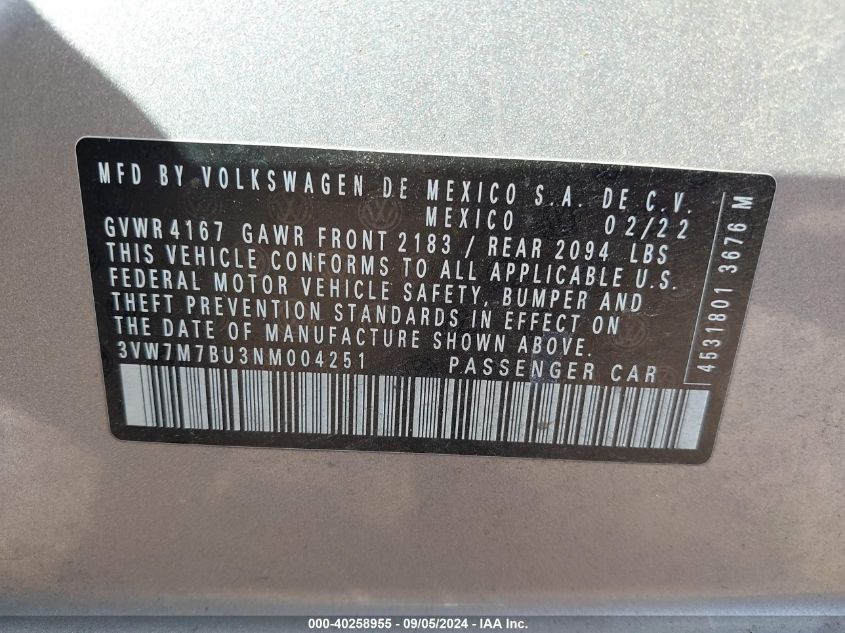 MFD BY VOLKSWAGEN DE MEXICO S.A. DE C.V.
MEXICO 02/22
GVWR 4167 GAWR FRONT 2183 / REAR 2094 LBS
THIS VEHICLE CONFORMS TO ALL APPLICABLE U.S.
FEDERAL MOTOR VEHICLE SAFETY, BUMPER AND
THEFT PREVENTION STANDARDS IN EFFECT ON
THE DATE OF MANUFACTURE SHOWN ABOVE.
3VW7M7BU3NM004251 PASSENGER CAR
4531801 3676 M
000-40258955 - 09/05/2024 - IAA Inc.